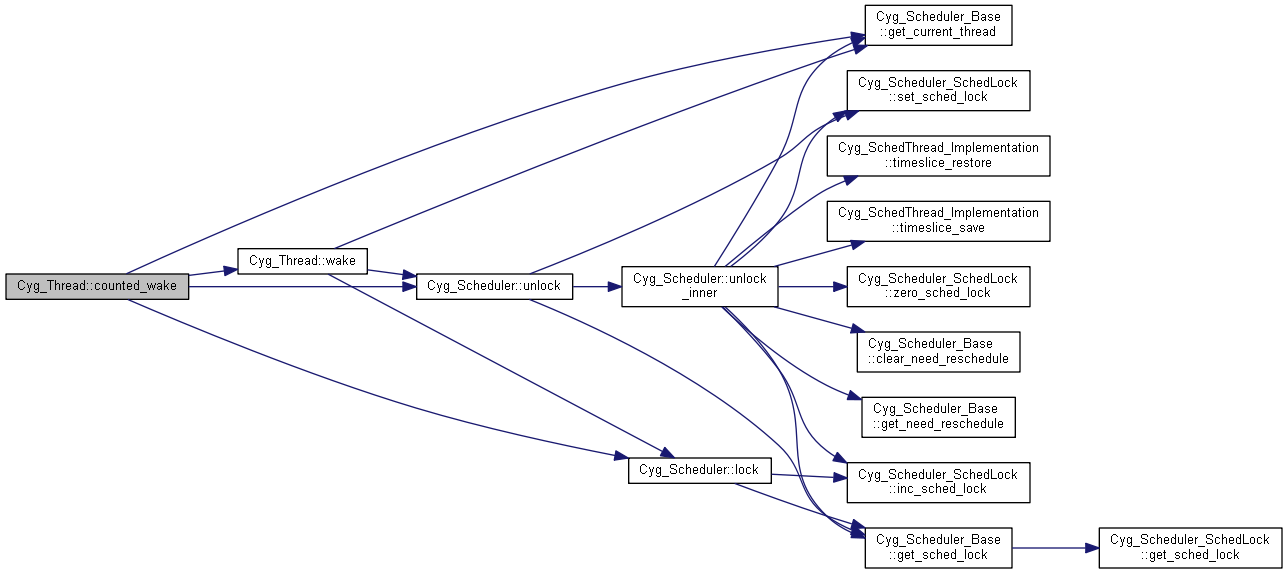 Cyg_Thread::counted_wake
Cyg_Thread::wake
Cyg_Scheduler::unlock
Cyg_Scheduler::unlock
_inner
Cyg_Scheduler::lock
Cyg_Scheduler_Base
::get_current_thread
Cyg_Scheduler_SchedLock
::set_sched_lock
Cyg_SchedThread_Implementation
::timeslice_restore
Cyg_SchedThread_Implementation
::timeslice_save
Cyg_Scheduler_SchedLock
::zero_sched_lock
Cyg_Scheduler_Base
::clear_need_reschedule
Cyg_Scheduler_Base
::get_need_reschedule
Cyg_Scheduler_SchedLock
::inc_sched_lock
Cyg_Scheduler_Base
::get_sched_lock
Cyg_Scheduler_SchedLock
::get_sched_lock